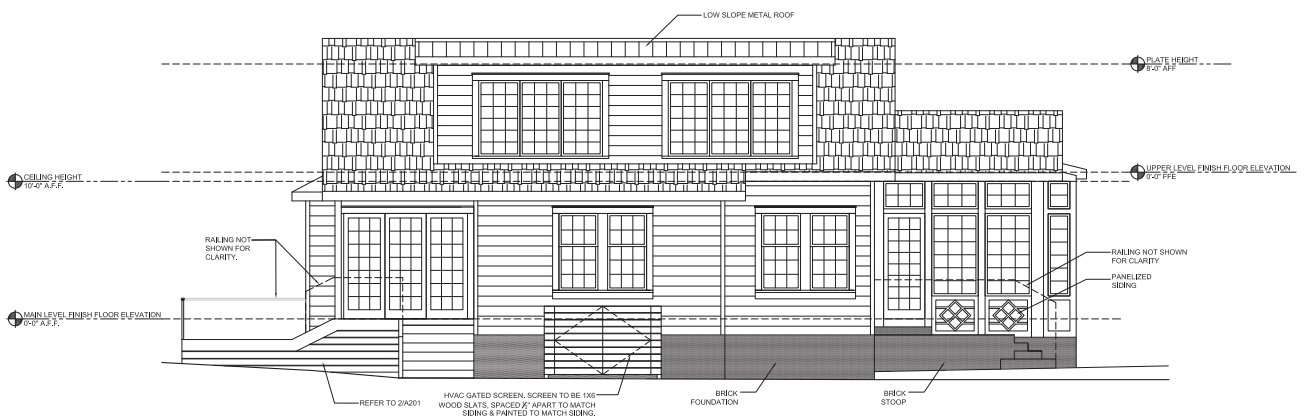 LOW SLOPE METAL ROOF
PLATE HEIGHT
8'-0" AFF
CEILING HEIGHT
10'-0" A.F.F.
UPPER LEVEL FINISH FLOOR ELEVATION
0'-0" FFE
RAILING NOT
SHOWN FOR
CLARITY.
RAILING NOT SHOWN
FOR CLARITY
PANELIZED
SIDING
MAIN LEVEL FINISH FLOOR ELEVATION
0'-0" A.F.F.
REFER TO 2/A201
HVAC GATED SCREEN. SCREEN TO BE 1X6
WOOD SLATS, SPACED APART TO MATCH
SIDING & PAINTED TO MATCH SIDING.
BRICK
FOUNDATION
BRICK
STOOP